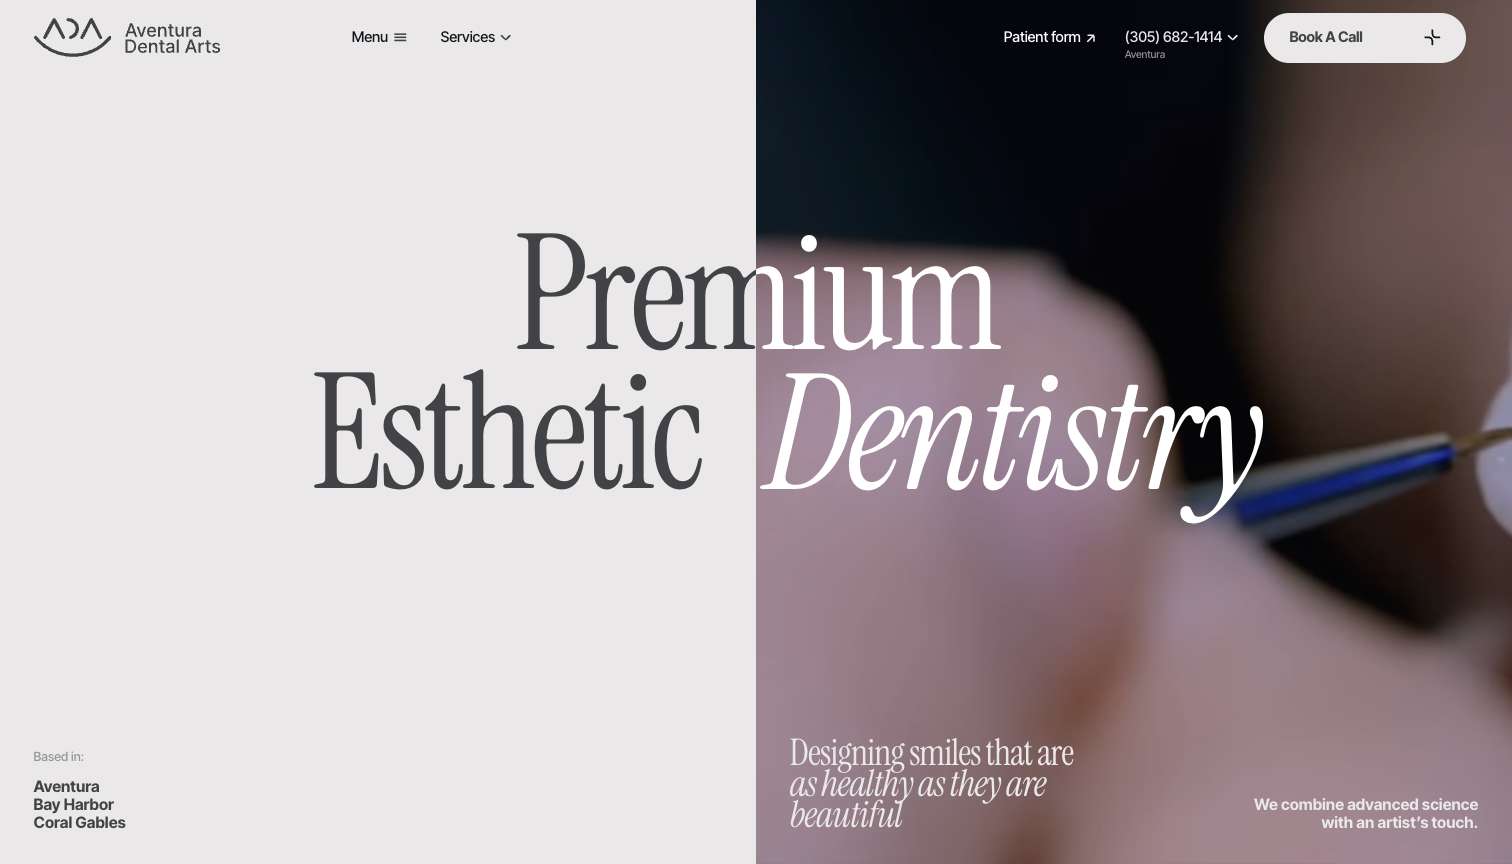 Aventura
Dental Arts
Menu
Services
Patient form
(305) 682-1414
Aventura
Book A Call
Premium
Esthetic Dentistry
Based in:
Aventura
Bay Harbor
Coral Gables
Designing smiles that are
as healthy as they are
beautiful
We combine advanced science
with an artist’s touch.